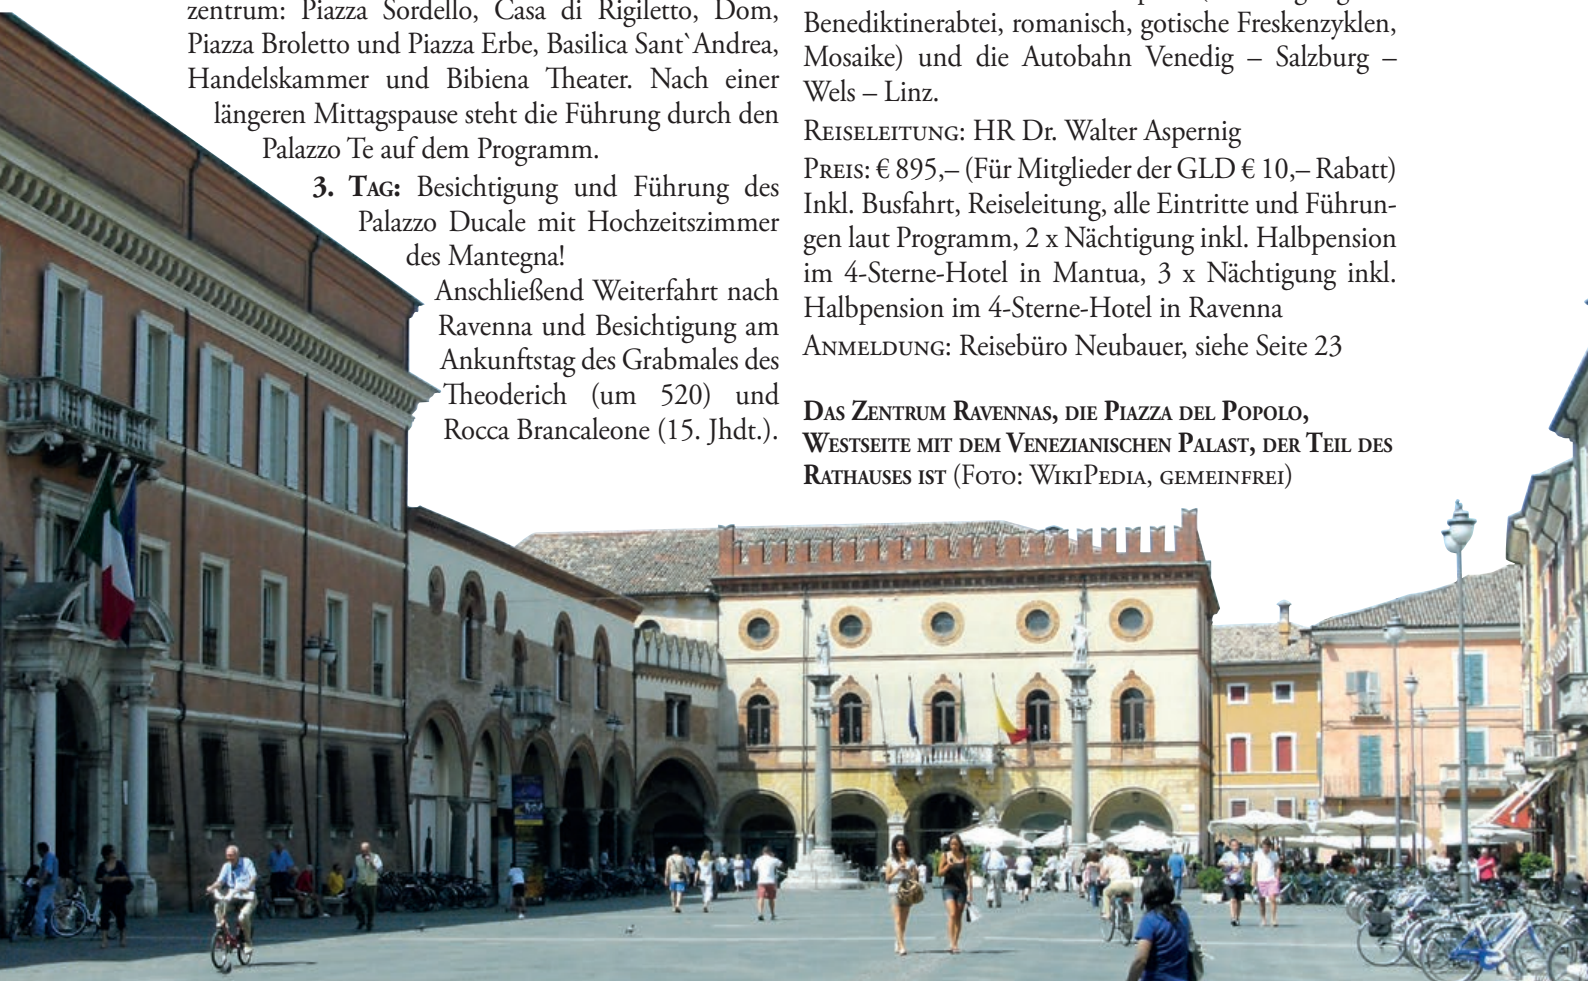 zentrum: Piazza Sordello, Casa di Rigiletto, Dom,
Piazza Broletto und Piazza Erbe, Basilica Sant`Andrea,
Handelskammer und Bibiena Theater. Nach einer
längeren Mittagspause steht die Führung durch den
Palazzo Te auf dem Programm.
3. Tag: Besichtigung und Führung des
Palazzo Ducale mit Hochzeitszimmer
des Mantegna!
Anschließend Weiterfahrt nach
Ravenna und Besichtigung am
Ankunftstag des Grabmales des
Theoderich (um 520) und
Rocca Brancaleone (15. Jhdt.).
Benediktinerabtei, romanisch, gotische Freskenzyklen,
Mosaike) und die Autobahn Venedig – Salzburg –
Wels – Linz.
Reiseleitung: HR Dr. Walter Aspernig
Preis: € 895,– (Für Mitglieder der GLD € 10,– Rabatt)
Inkl. Busfahrt, Reiseleitung, alle Eintritte und Führun-
gen laut Programm, 2 x Nächtigung inkl. Halbpension
im 4-Sterne-Hotel in Mantua, 3 x Nächtigung inkl.
Halbpension im 4-Sterne-Hotel in Ravenna
Anmeldung: Reisebüro Neubauer, siehe Seite 23
Das Zentrum Ravennas, die Piazza del Popolo,
Westseite mit dem Venezianischen Palast, der Teil des
Rathauses ist (Foto: WikiPedia, gemeinfrei)